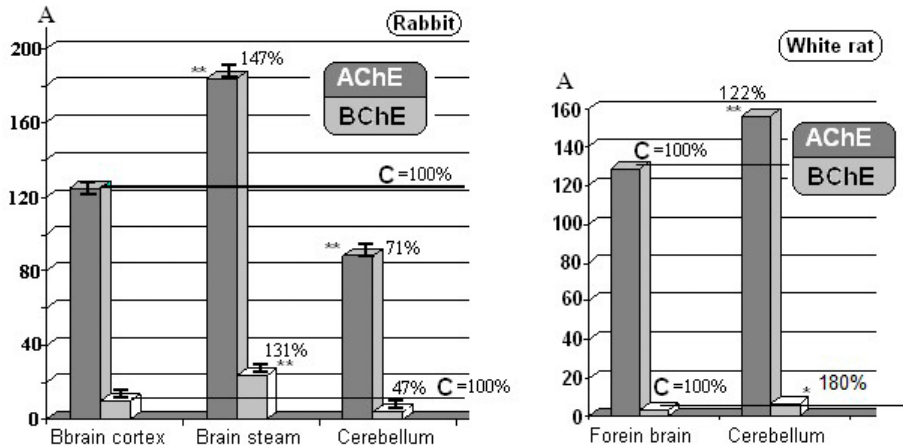 A
Rabbit
200
160
120
80
40
0
**
147%
AChE
BChE
C =100%
**
71%
131%
**
47%
C =100%
Bbrain cortex
Brain steam
Cerebellum
White rat
A
160
140
120
100
80
60
40
20
0
122%
**
C =100%
AChE
BChE
C =100%
*
180%
Forein brain
Cerebellum